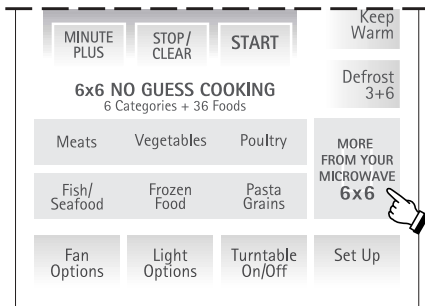 Keep
Warm
MINUTE
PLUS
STOP/
CLEAR
START
Defrost
3+6
6x6 NO GUESS COOKING
6 Categories + 36 Foods
Meats
Vegetables
Poultry
MORE
FROM YOUR
MICROWAVE
6x6
Fish/
Seafood
Frozen
Food
Pasta
Grains
Fan
Options
Light
Options
Turntable
On/Off
Set Up